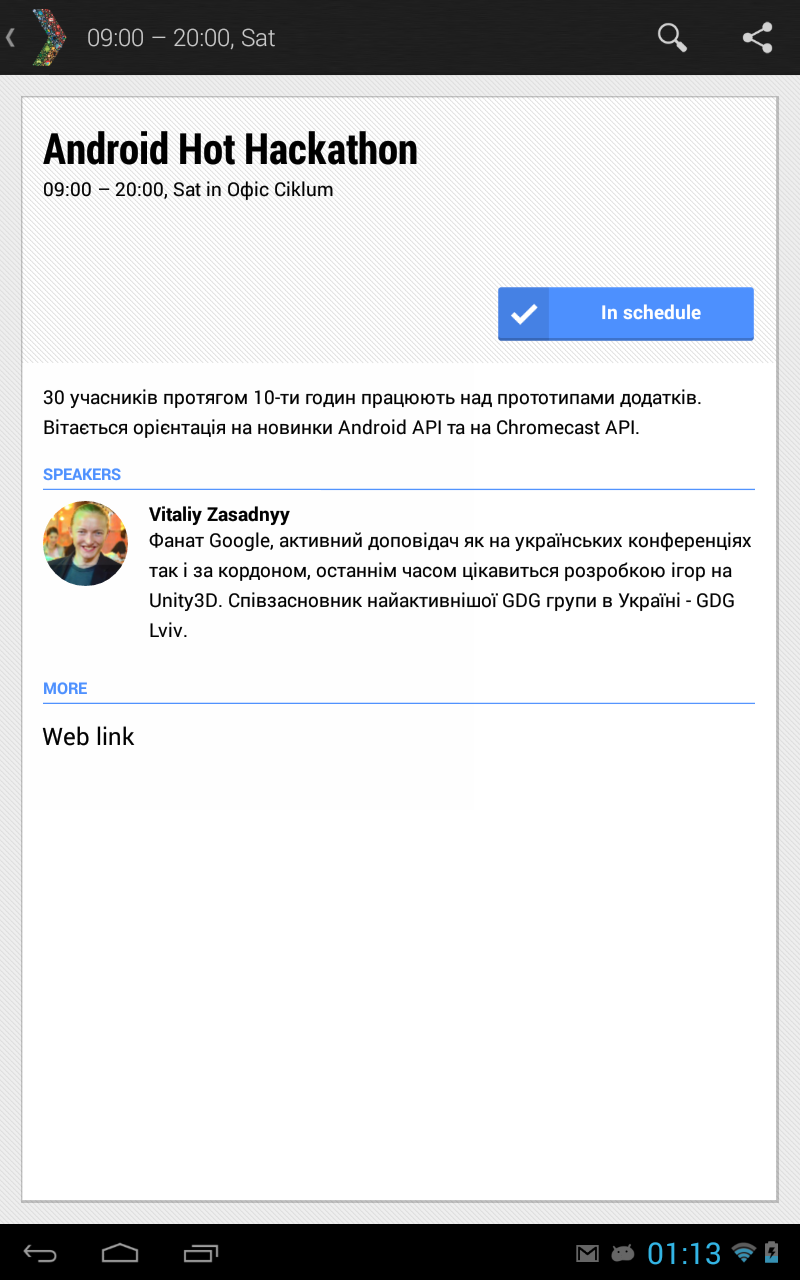 09:00 – 20:00, Sat
Android Hot Hackathon
09:00 – 20:00, Sat in Офіс Ciklum
In schedule
30 учасників протягом 10-ти годин працюють над прототипами додатків.
Вітається орієнтація на новинки Android API та на Chromecast API.
SPEAKERS
Vitaliy Zasadnyy
Фанат Google, активний доповідач як на українських конференціях
так і за кордоном, останнім часом цікавиться розробкою ігор на
Unity3D. Співзасновник найактивнішої GDG групи в Україні - GDG
Lviv.
MORE
Web link
01:13